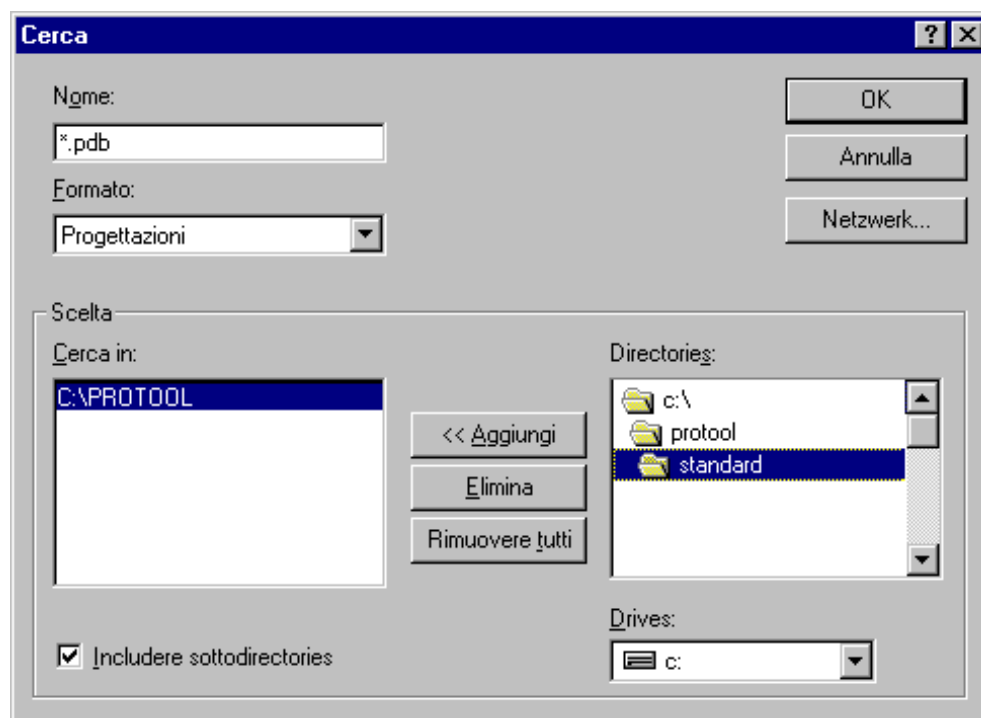 Cerca
Nome:
*.pdb
Formato:
Progettazioni
OK
Annulla
Netzwerk...
Scelta
Cerca in:
C:\PROTOOL
<< Aggiungi
Elimina
Rimuovere tutti
Directories:
c:\
protool
standard
Includere sottodirectories
Drives:
c: